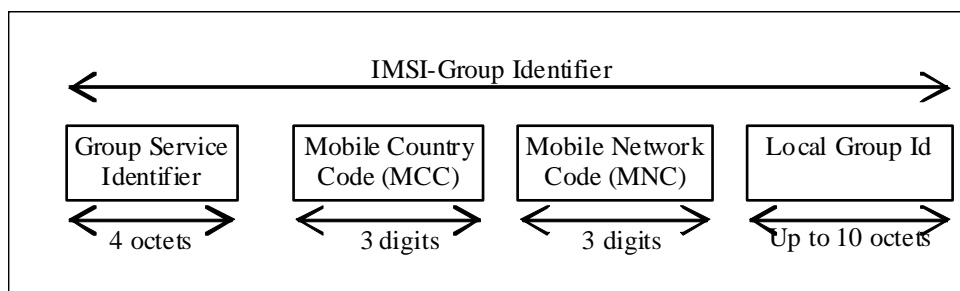 IMSI-Group Identifier
Group Service
Identifier
Mobile Country
Code (MCC)
Mobile Network
Code (MNC)
Local Group Id
4 octets
3 digits
3 digits
Up to 10 octets